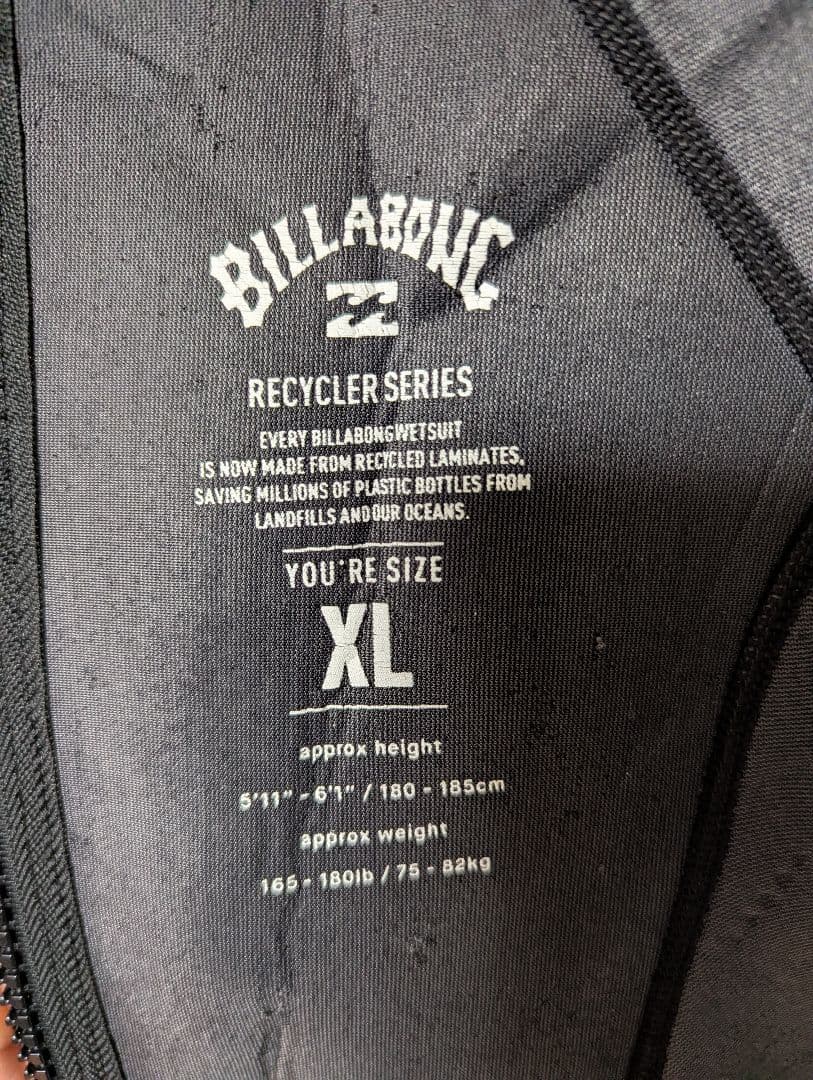 BILLABONG
RECYCLER SERIES
EVERY BILLABONG WETSUIT
IS NOW MADE FROM RECYCLED LAMINATES,
SAVING MILLIONS OF PLASTIC BOTTLES FROM
LANDFILLS AND OUR OCEANS.
YOU'RE SIZE
XL
approx height
5'11" - 6'1" / 180 - 185cm
approx weight
165 - 180lb / 75 - 82kg